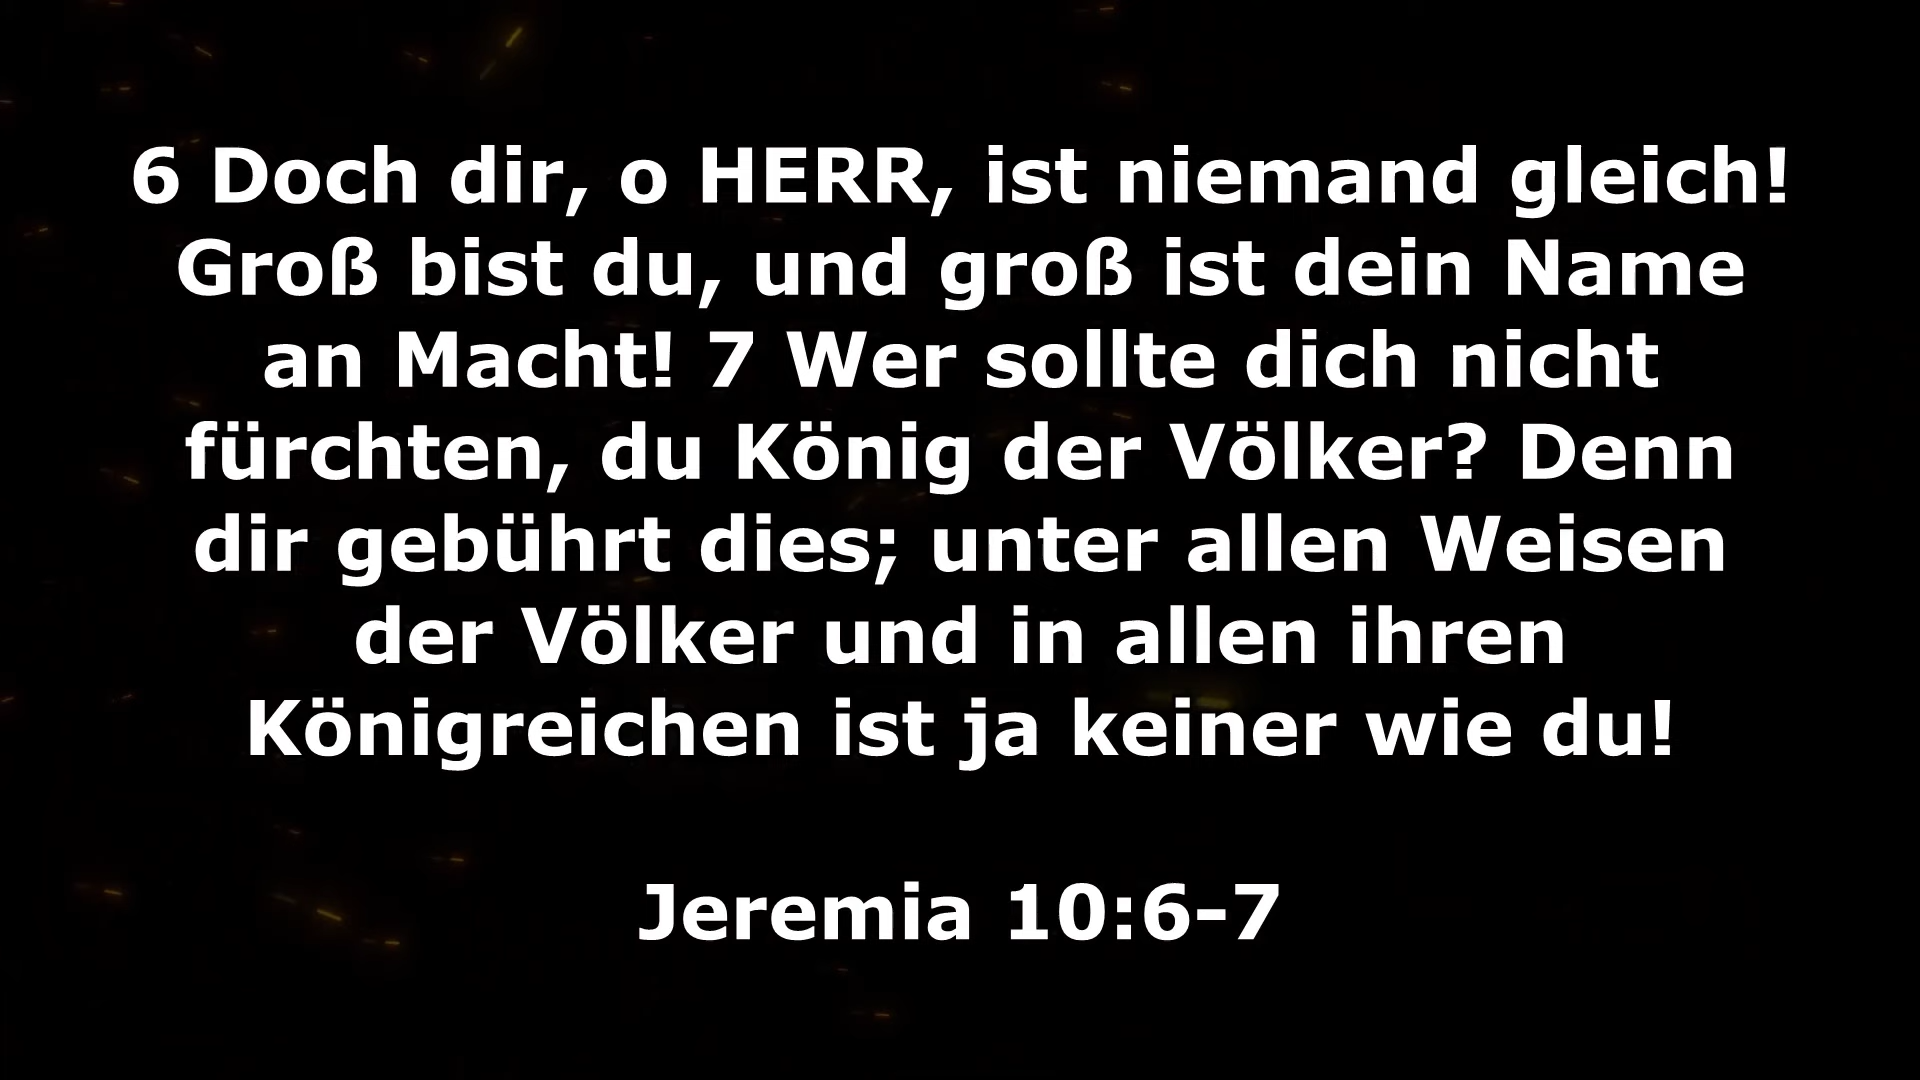 6 Doch dir, o HERR, ist niemand gleich!
Groß bist du, und groß ist dein Name
an Macht! 7 Wer sollte dich nicht
fürchten, du König der Völker? Denn
dir gebührt dies; unter allen Weisen
der Völker und in allen ihren
Königreichen ist ja keiner wie du!
Jeremia 10:6-7